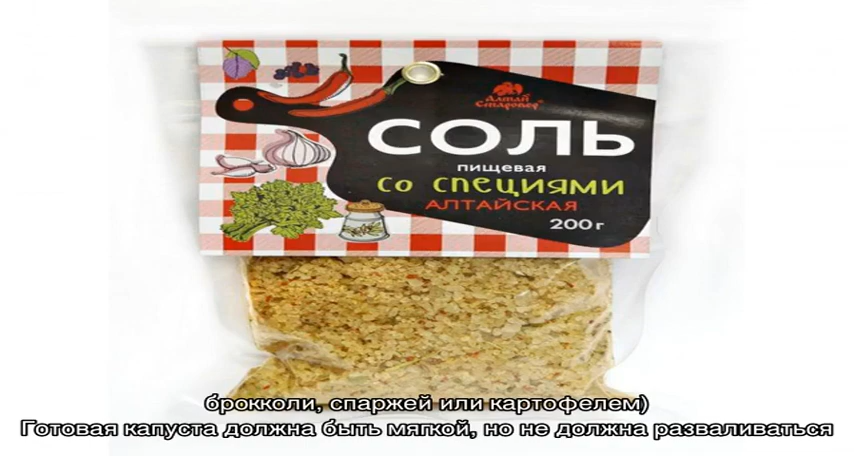 Алтай
Старовер
СОЛЬ
пищевая
со специями
АЛТАЙСКАЯ
200 г
брокколи, спаржей или картофелем)
Готовая капуста должна быть мягкой, но не должна разваливаться